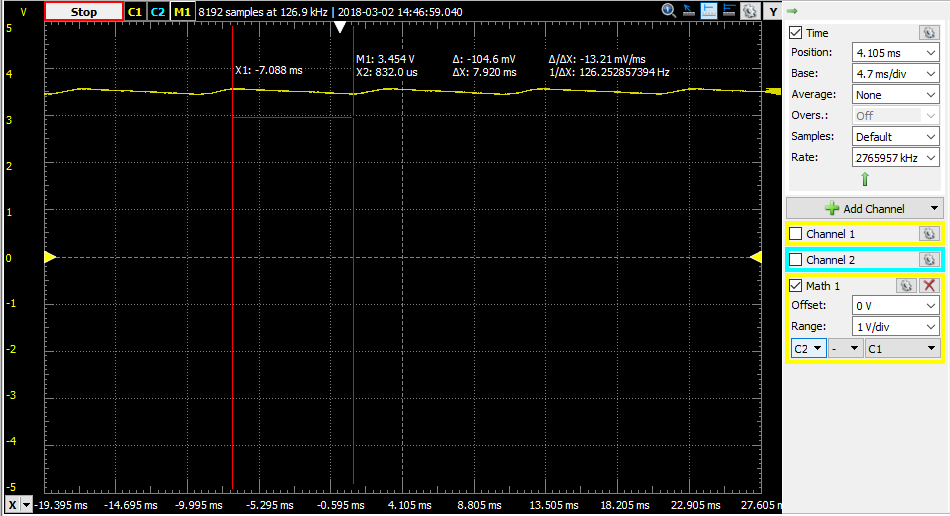 V Stop C1 C2 M1 8192 samples at 126.9 kHz | 2018-03-02 14:46:59.040 Y
5
4
3
2
1
0
-1
-2
-3
-4
-5
X1: -7.088 ms
M1: 3.454 V Δ: -104.6 mV Δ/ΔX: -13.21 mV/ms
X2: 832.0 us ΔX: 7.920 ms 1/ΔX: 126.252857394 Hz
X -19.395 ms -14.695 ms -9.995 ms -5.295 ms -0.595 ms 4.105 ms 8.805 ms 13.505 ms 18.205 ms 22.905 ms 27.605 ms
Time
Position: 4.105 ms
Base: 4.7 ms/div
Average: None
Overs.: Off
Samples: Default
Rate: 2765957 kHz
Add Channel
Channel 1
Channel 2
Math 1
Offset: 0 V
Range: 1 V/div
C2 - C1